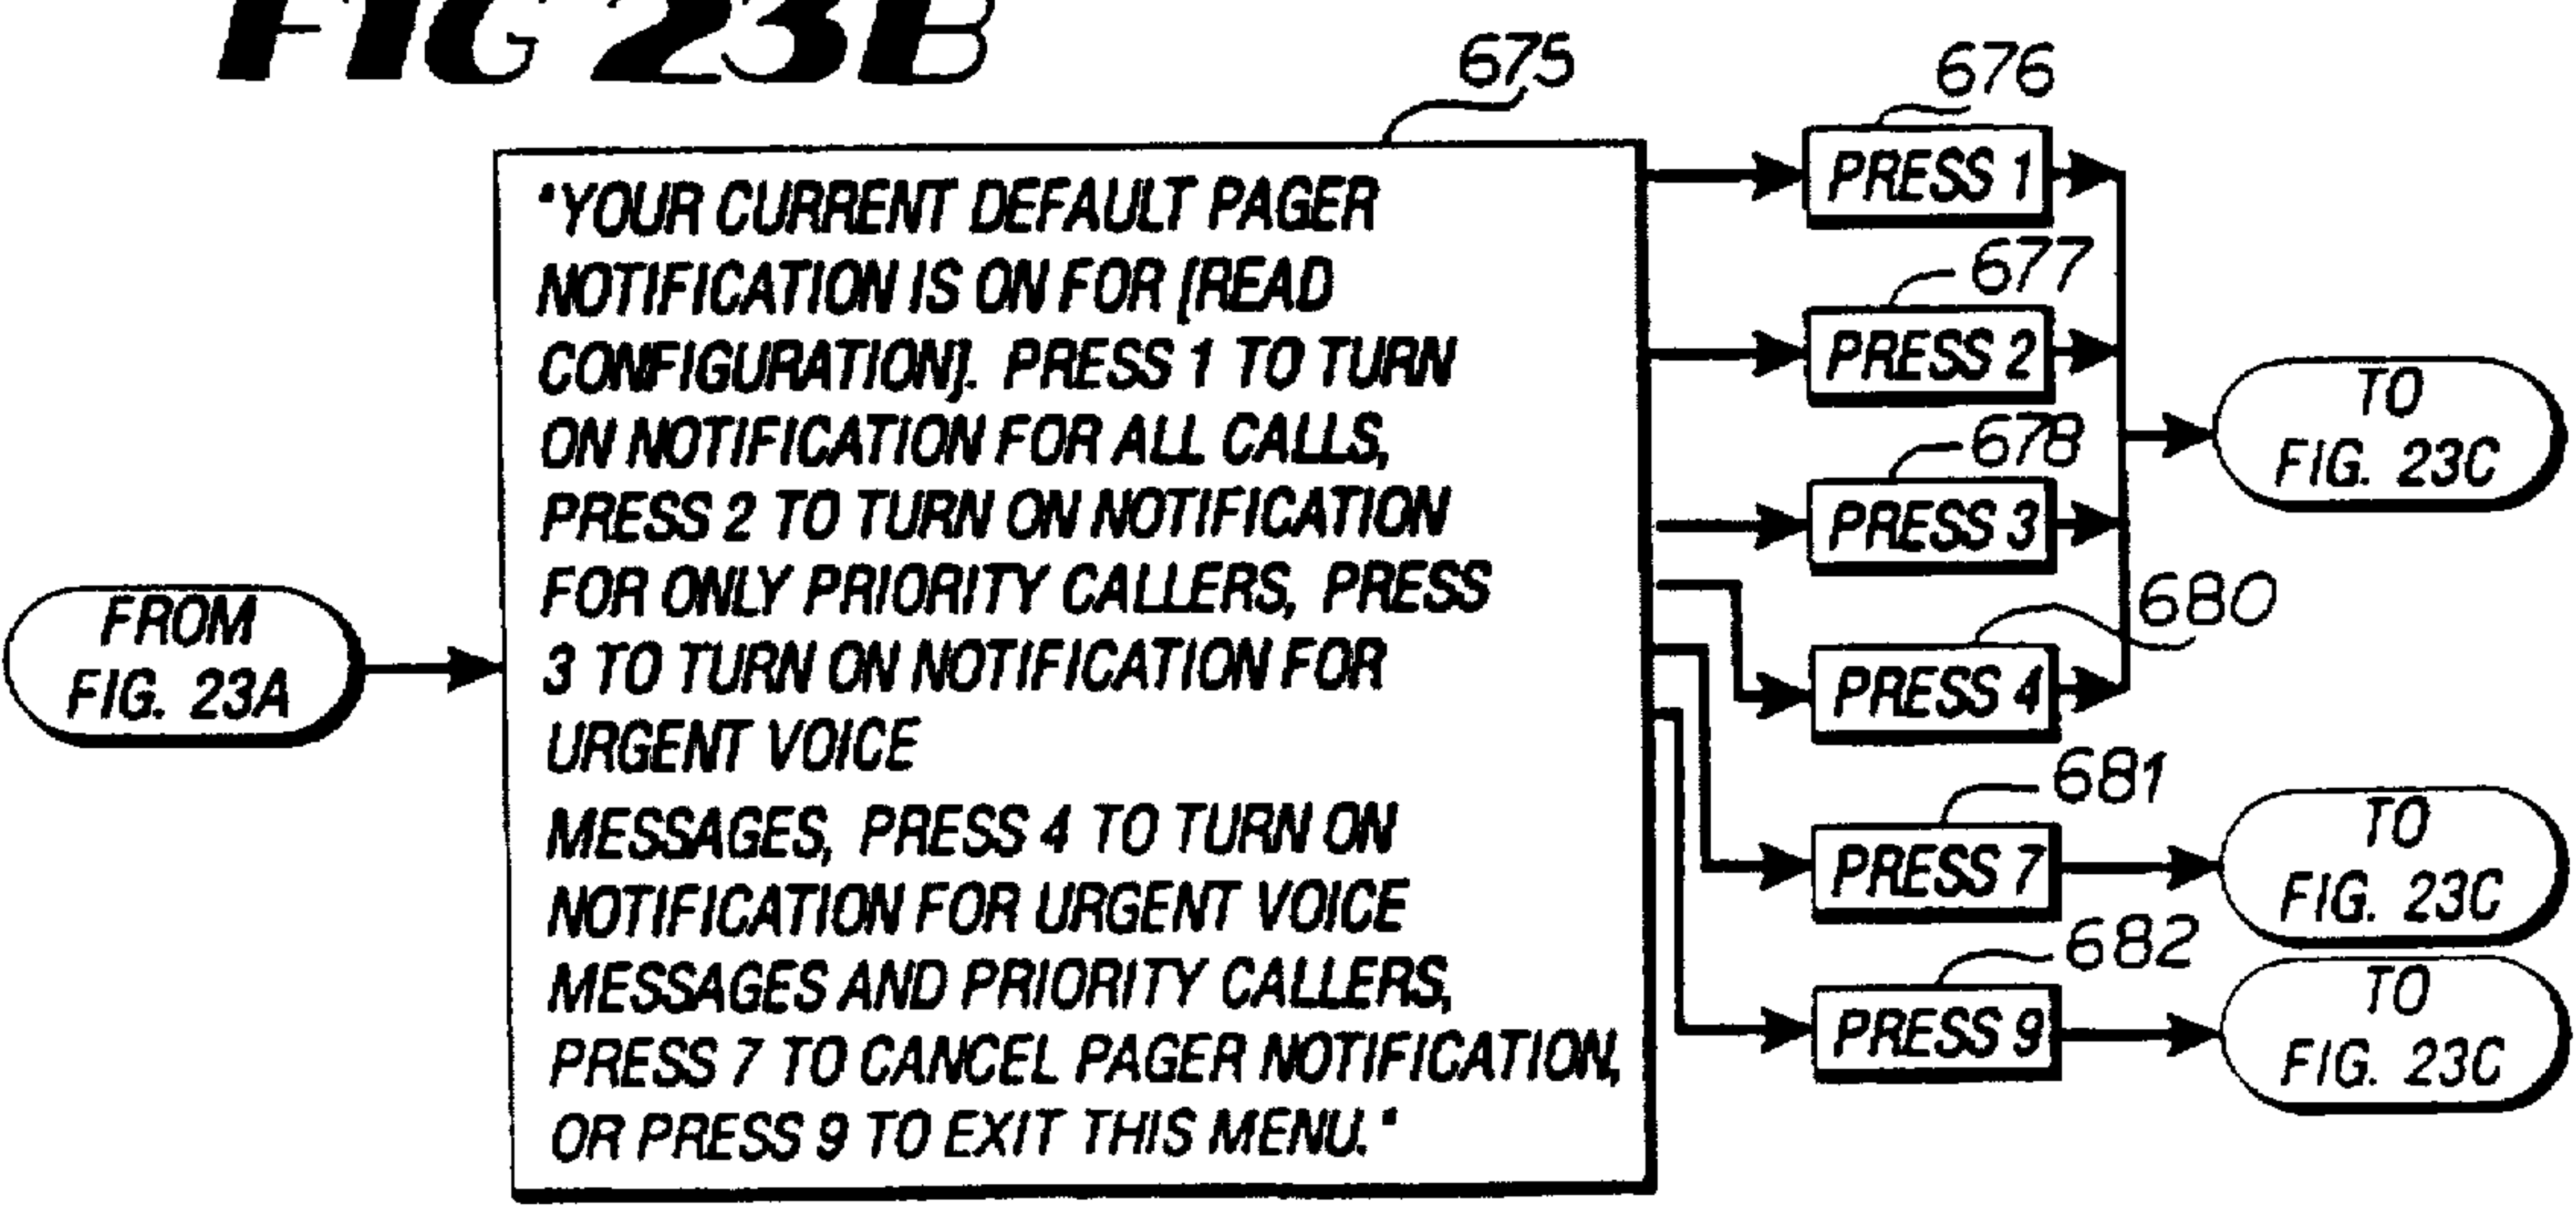 FIG 23B
675
"YOUR CURRENT DEFAULT PAGER
NOTIFICATION IS ON FOR [READ
CONFIGURATION]. PRESS 1 TO TURN
ON NOTIFICATION FOR ALL CALLS,
PRESS 2 TO TURN ON NOTIFICATION
FOR ONLY PRIORITY CALLERS, PRESS
3 TO TURN ON NOTIFICATION FOR
URGENT VOICE
MESSAGES, PRESS 4 TO TURN ON
NOTIFICATION FOR URGENT VOICE
MESSAGES AND PRIORITY CALLERS,
PRESS 7 TO CANCEL PAGER NOTIFICATION,
OR PRESS 9 TO EXIT THIS MENU."
FROM
FIG. 23A
676
PRESS 1
677
PRESS 2
678
PRESS 3
680
PRESS 4
681
PRESS 7
682
PRESS 9
TO
FIG. 23C
TO
FIG. 23C
TO
FIG. 23C